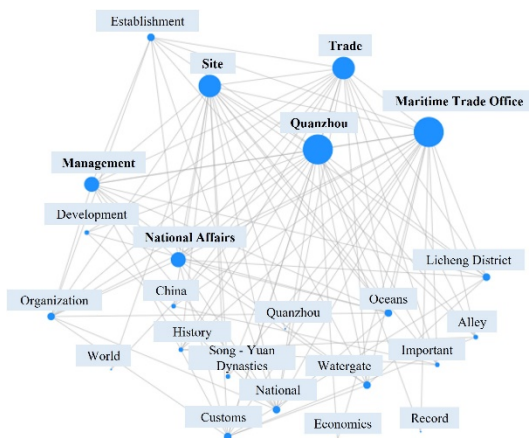 Establishment
Trade
Site
Maritime Trade Office
Quanzhou
Management
Development
National Affairs
Licheng District
China
Organization
Quanzhou
Oceans
History
Alley
World
Song - Yuan
Dynasties
Watergate
Important
National
Customs
Economics
Record